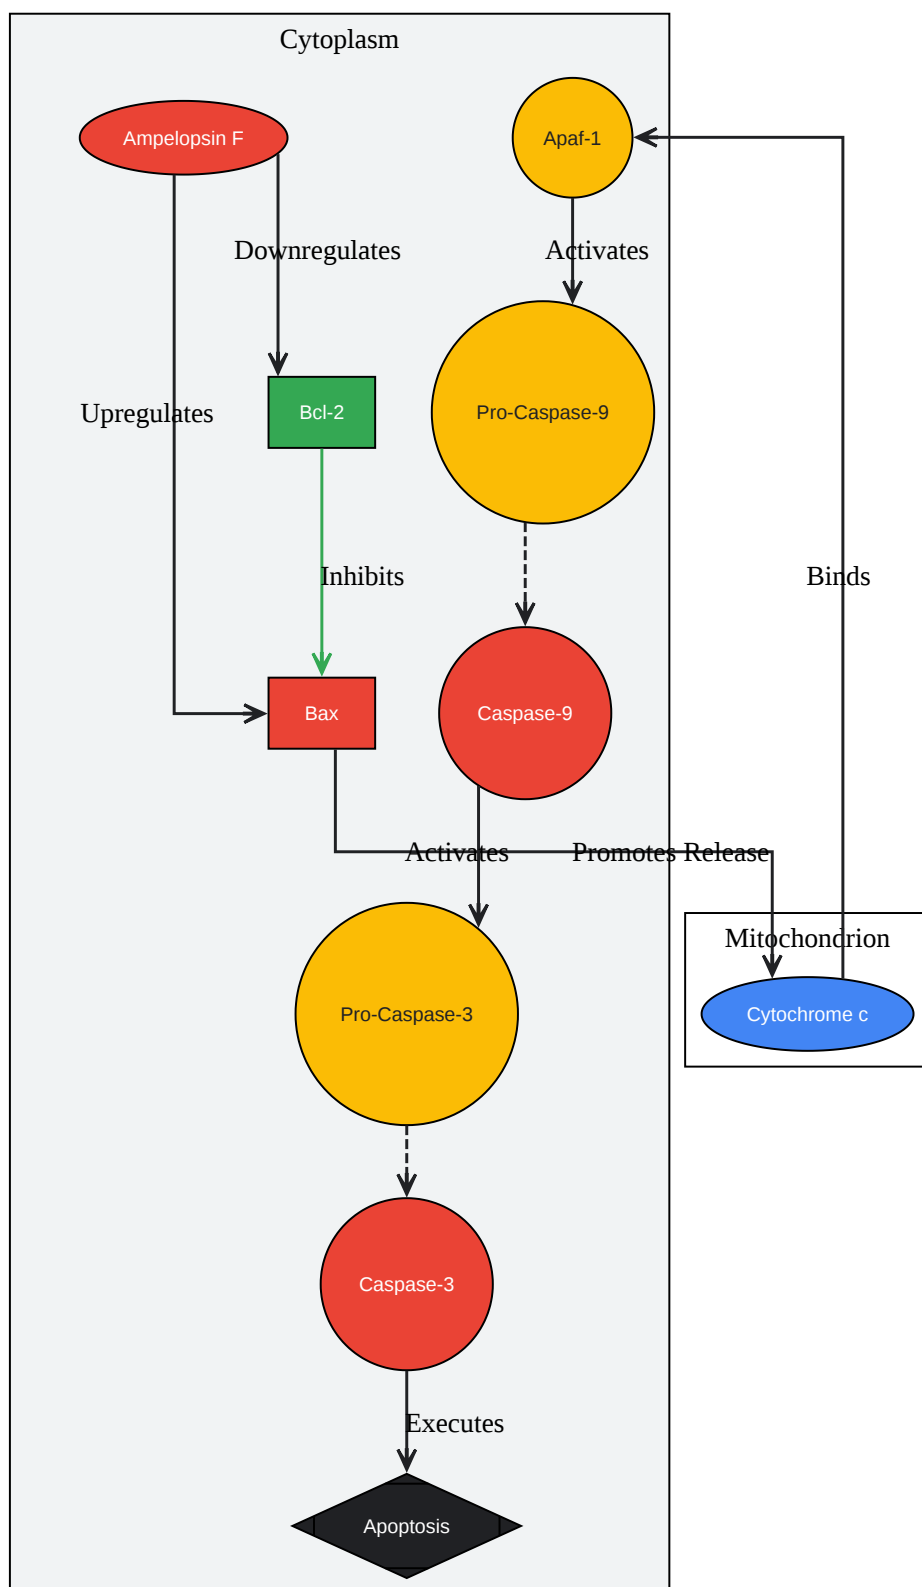 Cytoplasm
Ampelopsin F
Apaf-1
Downregulates
Activates
Upregulates
Bcl-2
Pro-Caspase-9
Inhibits
Binds
Bax
Caspase-9
Activates
Promotes Release
Mitochondrion
Pro-Caspase-3
Cytochrome c
Caspase-3
Executes
Apoptosis